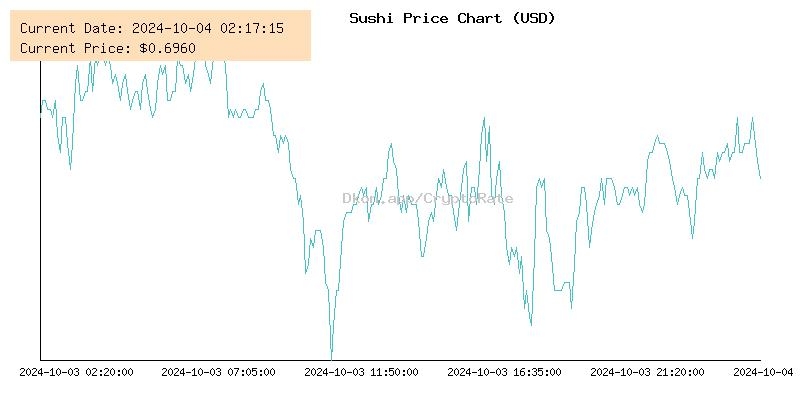 Sushi Price Chart (USD)
Current Date: 2024-10-04 02:17:15
Current Price: $0.6960
Dkon.app/CryptoRate
2024-10-03 02:20:00 2024-10-03 07:05:00 2024-10-03 11:50:00 2024-10-03 16:35:00 2024-10-03 21:20:00 2024-10-04